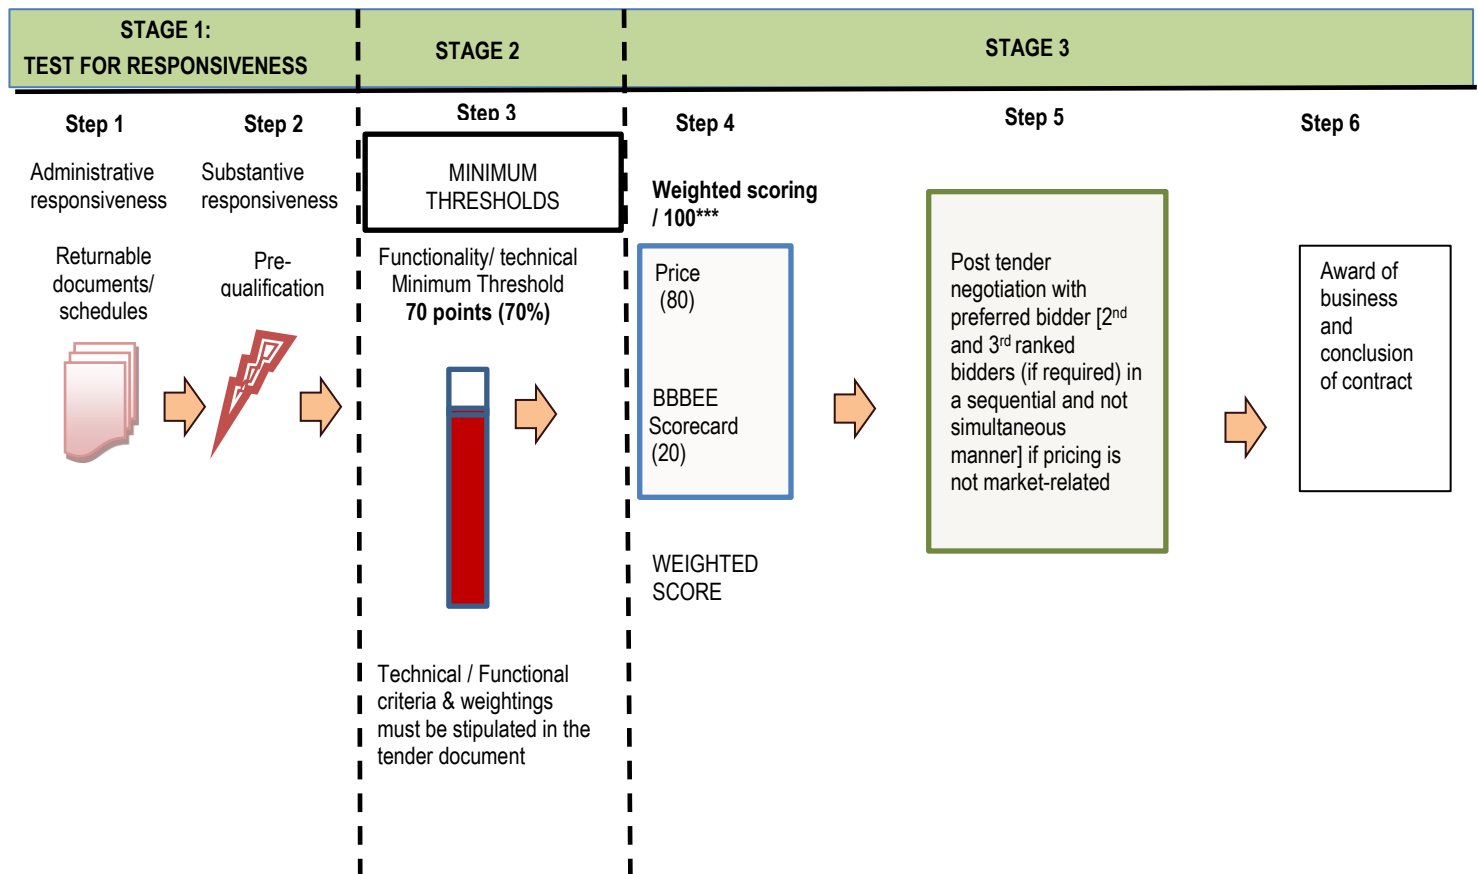 STAGE 1:
TEST FOR RESPONSIVENESS
STAGE 2
STAGE 3
Step 1
Administrative
responsiveness
Returnable
documents/
schedules
Step 2
Substantive
responsiveness
Pre-
qualification
Step 3
MINIMUM
THRESHOLDS
Functionality/ technical
Minimum Threshold
70 points (70%)
Technical / Functional
criteria & weightings
must be stipulated in the
tender document
Step 4
Weighted scoring
/ 100***
Price
(80)
BBBEE
Scorecard
(20)
WEIGHTED
SCORE
Step 5
Post tender
negotiation with
preferred bidder [2nd
and 3rd ranked
bidders (if required) in
a sequential and not
simultaneous
manner] if pricing is
not market-related
Step 6
Award of
business
and
conclusion
of contract